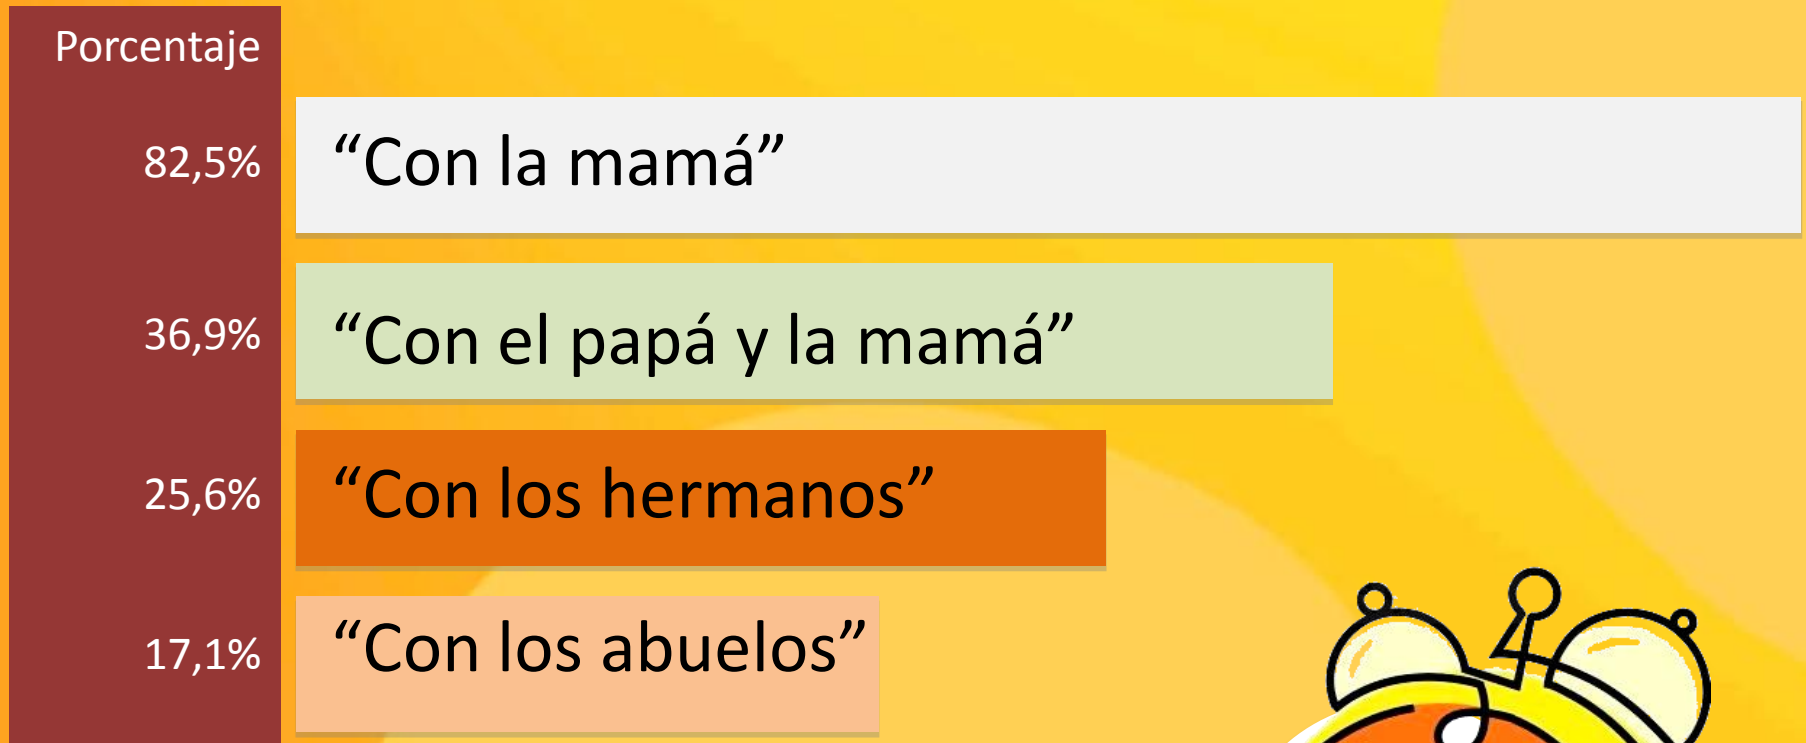 Porcentaje
82,5% “Con la mamá”
36,9% “Con el papá y la mamá”
25,6% “Con los hermanos”
17,1% “Con los abuelos”